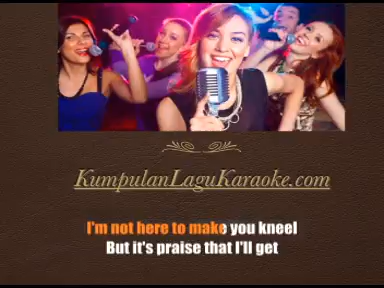 KumpulanLaguKaraoke.com
I'm not here to make you kneel
But it's praise that I'll get